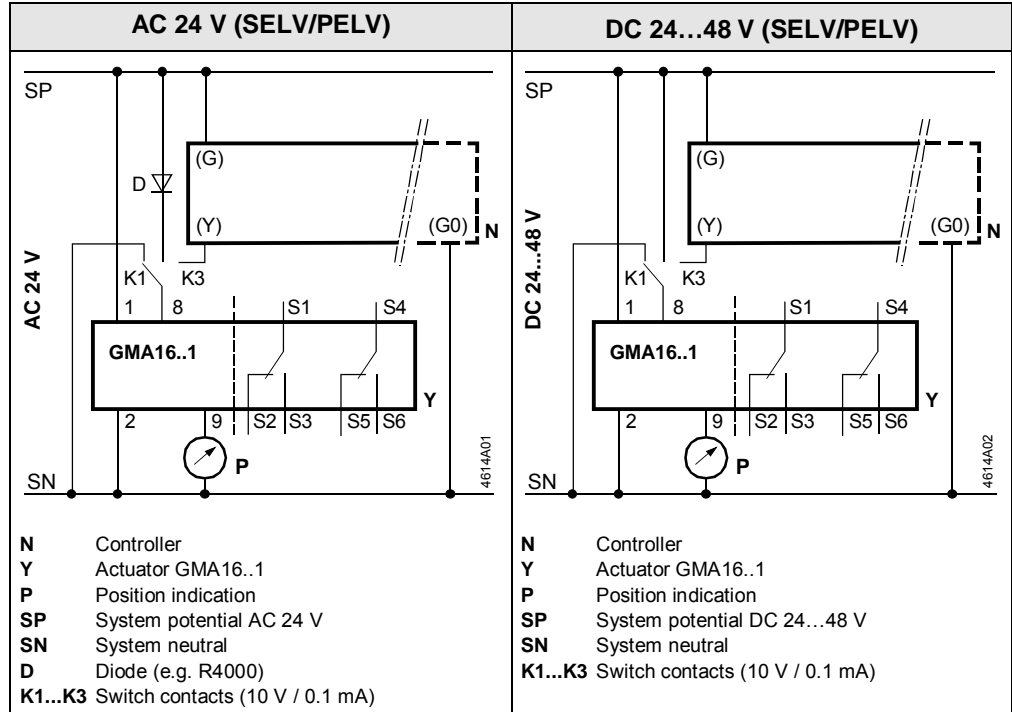 AC 24 V (SELV/PELV)
SP
(G)
D
(Y)
(G0)
N
AC 24 V
K1
K3
1
8
S1
S4
GMA16..1
Y
2
9
S2
S3
S5
S6
P
SN
4614A01
N Controller
Y Actuator GMA16..1
P Position indication
SP System potential AC 24 V
SN System neutral
D Diode (e.g. R4000)
K1...K3 Switch contacts (10 V / 0.1 mA)
DC 24…48 V (SELV/PELV)
SP
(G)
(Y)
(G0)
N
DC 24...48 V
K1
K3
1
8
S1
S4
GMA16..1
Y
2
9
S2
S3
S5
S6
P
SN
4614A02
N Controller
Y Actuator GMA16..1
P Position indication
SP System potential DC 24…48 V
SN System neutral
K1...K3 Switch contacts (10 V / 0.1 mA)